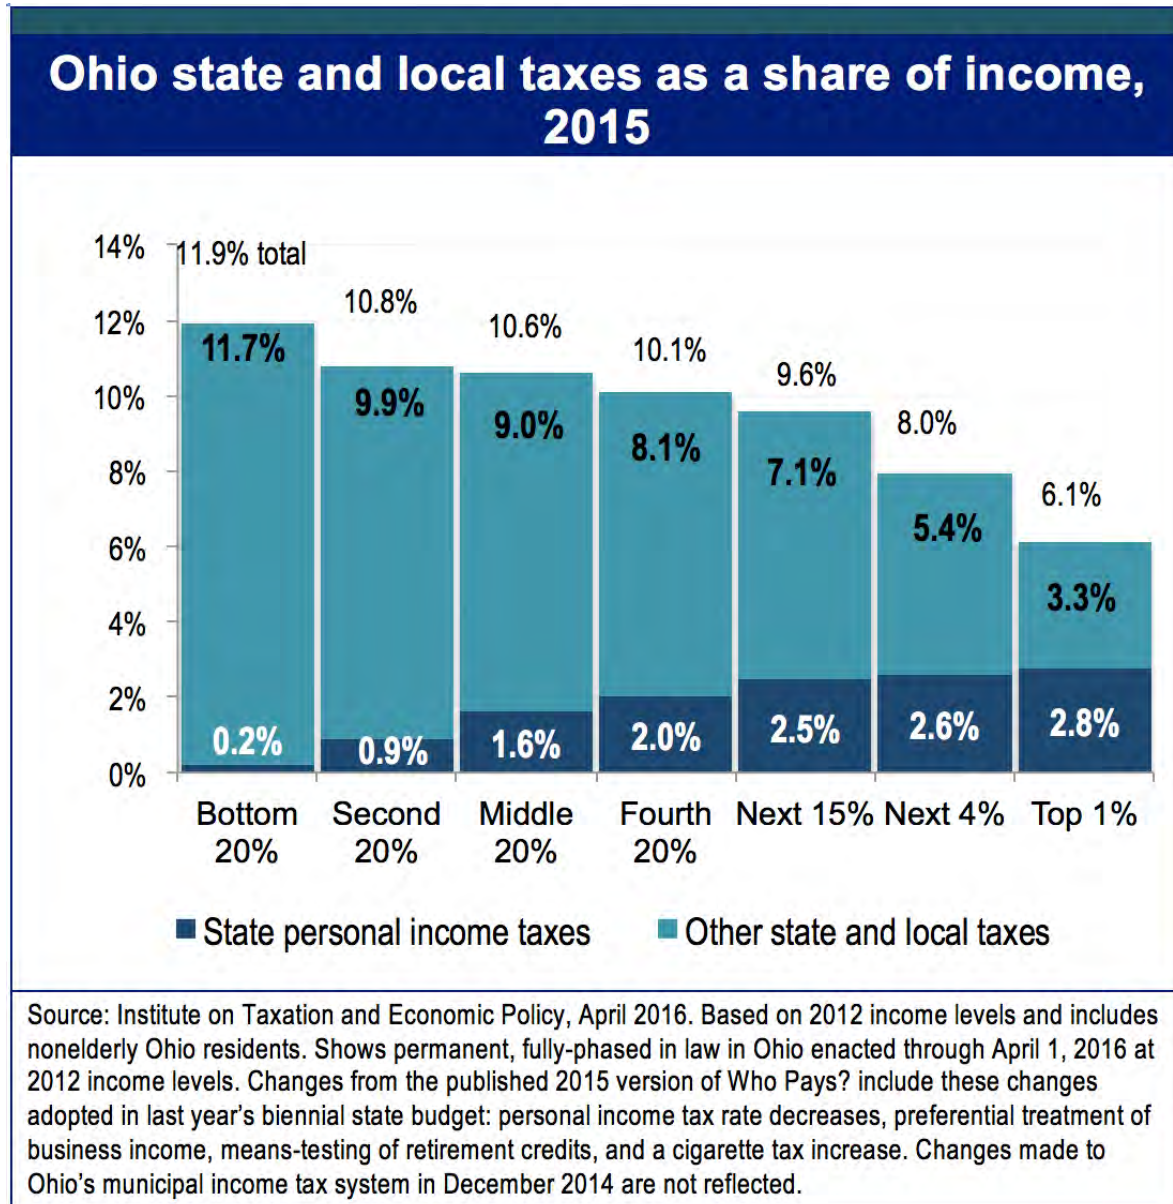 Ohio state and local taxes as a share of income,
2015
14%
12%
10%
8%
6%
4%
2%
0%
11.9% total
10.8%
10.6%
10.1%
9.6%
8.0%
6.1%
11.7%
9.9%
9.0%
8.1%
7.1%
5.4%
3.3%
0.2%
0.9%
1.6%
2.0%
2.5%
2.6%
2.8%
Bottom
20%
Second
20%
Middle
20%
Fourth
20%
Next 15%
Next 4%
Top 1%
State personal income taxes
Other state and local taxes
Source: Institute on Taxation and Economic Policy, April 2016. Based on 2012 income levels and includes
nonelderly Ohio residents. Shows permanent, fully-phased in law in Ohio enacted through April 1, 2016 at
2012 income levels. Changes from the published 2015 version of Who Pays? include these changes
adopted in last year's biennial state budget: personal income tax rate decreases, preferential treatment of
business income, means-testing of retirement credits, and a cigarette tax increase. Changes made to
Ohio's municipal income tax system in December 2014 are not reflected.